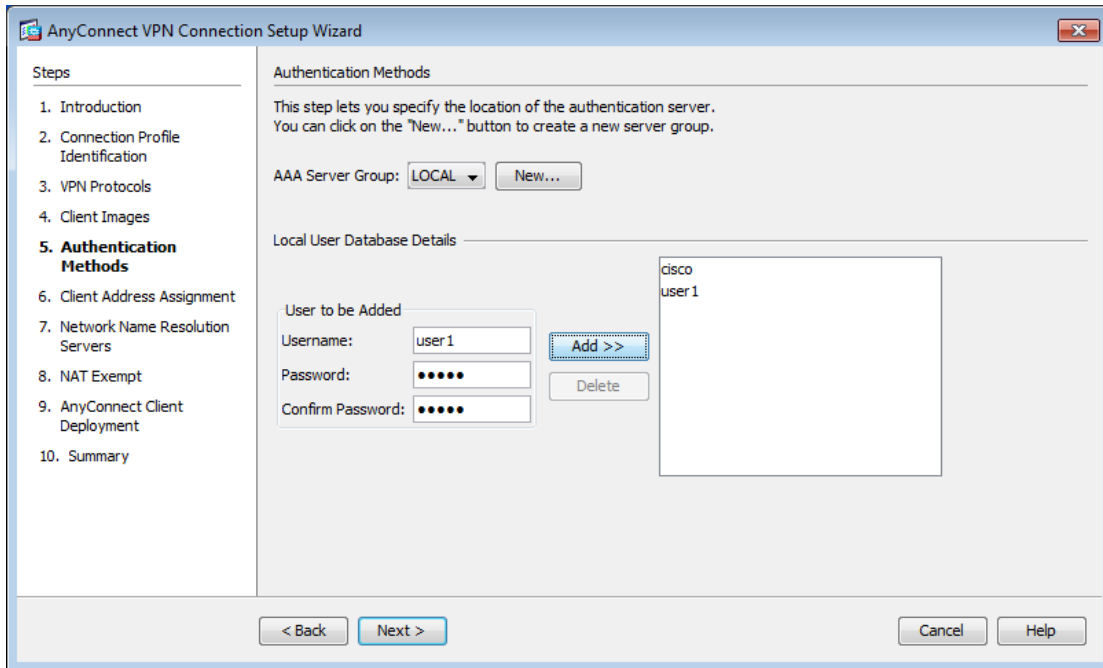 AnyConnect VPN Connection Setup Wizard
Steps
1. Introduction
2. Connection Profile
Identification
3. VPN Protocols
4. Client Images
5. Authentication
Methods
6. Client Address Assignment
7. Network Name Resolution
Servers
8. NAT Exempt
9. AnyConnect Client
Deployment
10. Summary
Authentication Methods
This step lets you specify the location of the authentication server.
You can click on the "New..." button to create a new server group.
AAA Server Group: LOCAL New...
Local User Database Details
User to be Added
Username: user1
Password: •••••
Confirm Password: •••••
Add >>
Delete
cisco
user1
< Back Next > Cancel Help